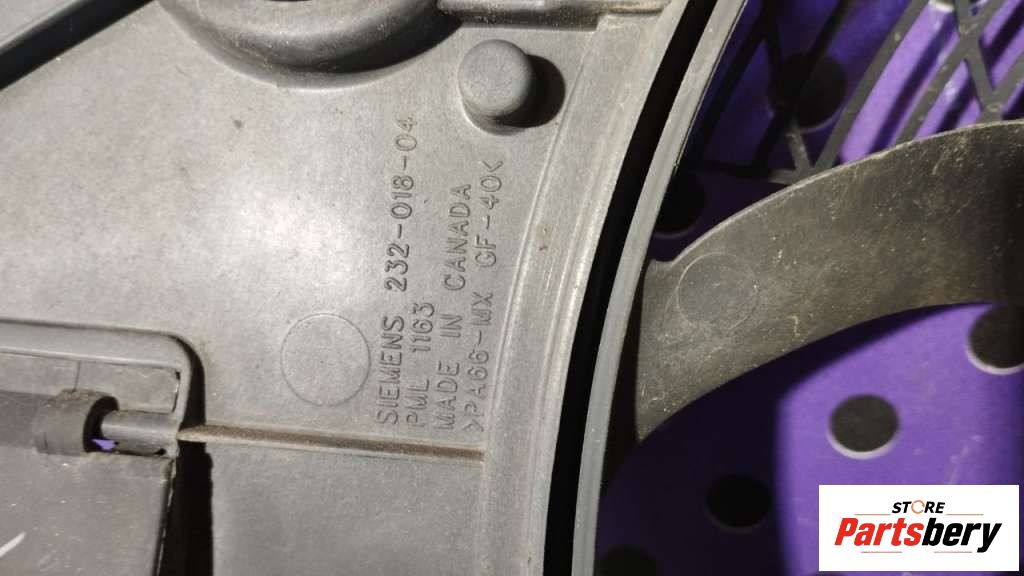 SIEMENS 232-018-04
PML 1163
MADE IN CANADA
>PA66-MX GF-40<
STORE
Partsbery